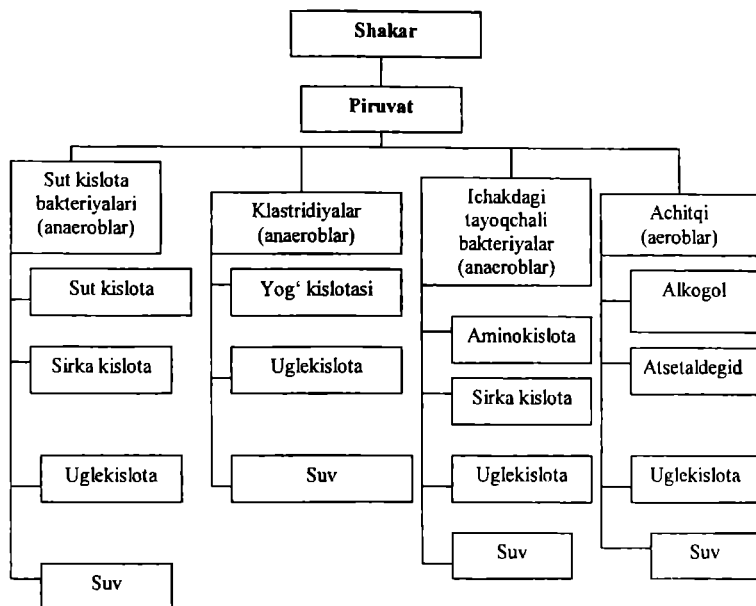 Shakar
Piruvat
Sut kislota
bakteriyalari
(anaeroblar)
Sut kislota
Sirka kislota
Uglekislota
Suv
Klastridiyalar
(anaeroblar)
Yog‘ kislotasi
Uglekislota
Suv
Ichakdagi
tayoqchali
bakteriyalar
(anaeroblar)
Aminokislota
Sirka kislota
Uglekislota
Suv
Achitqi
(aeroblar)
Alkogol
Atsetaldegid
Uglekislota
Suv